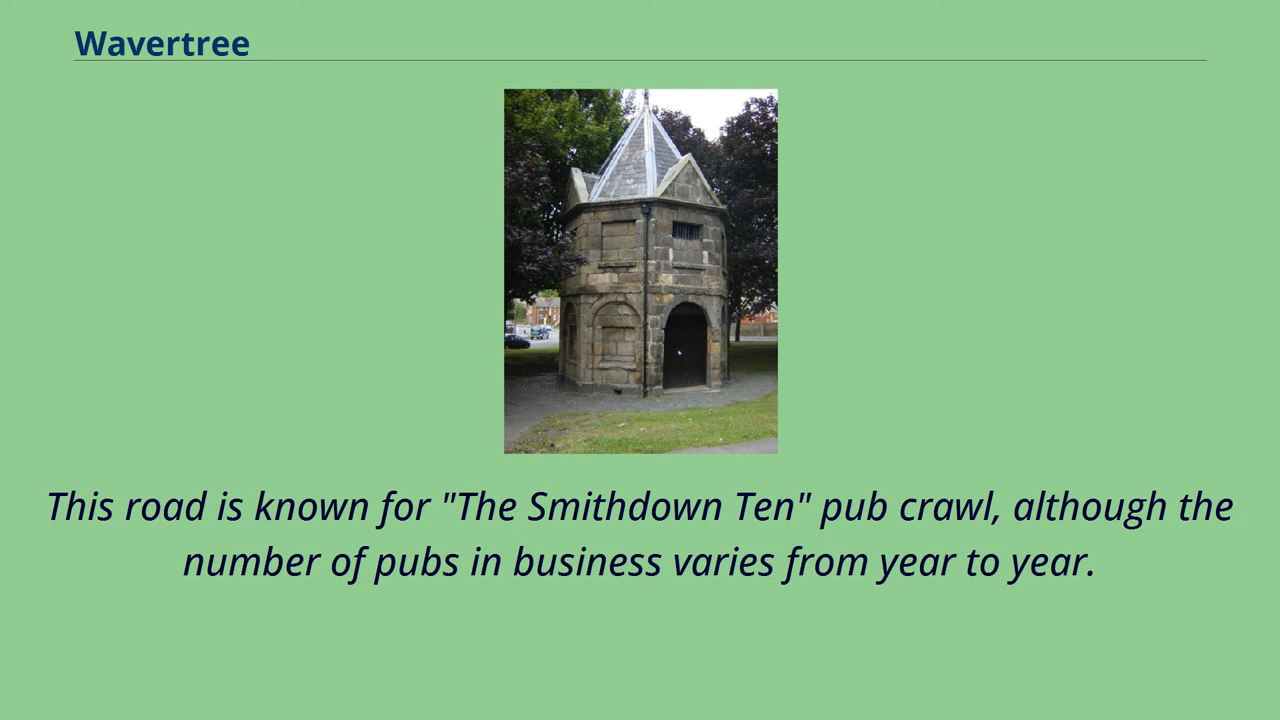 Wavertree
This road is known for "The Smithdown Ten" pub crawl, although the
number of pubs in business varies from year to year.